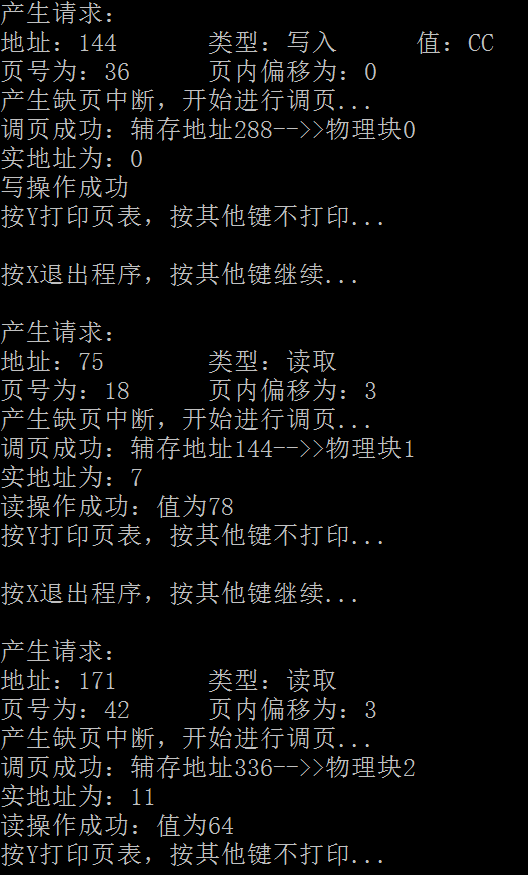 产生请求：
地址：144 类型：写入 值：CC
页号为：36 页内偏移为：0
产生缺页中断，开始进行调页...
调页成功：辅存地址288-->>物理块0
实地址为：0
写操作成功
按Y打印页表，按其他键不打印...
按X退出程序，按其他键继续...
产生请求：
地址：75 类型：读取
页号为：18 页内偏移为：3
产生缺页中断，开始进行调页...
调页成功：辅存地址144-->>物理块1
实地址为：7
读操作成功：值为78
按Y打印页表，按其他键不打印...
按X退出程序，按其他键继续...
产生请求：
地址：171 类型：读取
页号为：42 页内偏移为：3
产生缺页中断，开始进行调页...
调页成功：辅存地址336-->>物理块2
实地址为：11
读操作成功：值为64
按Y打印页表，按其他键不打印...